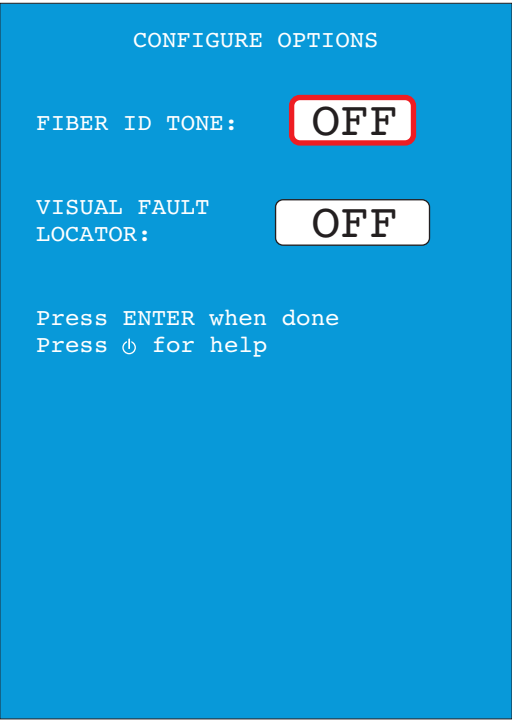 CONFIGURE OPTIONS
FIBER ID TONE: OFF
VISUAL FAULT
LOCATOR: OFF
Press ENTER when done
Press ⏻ for help